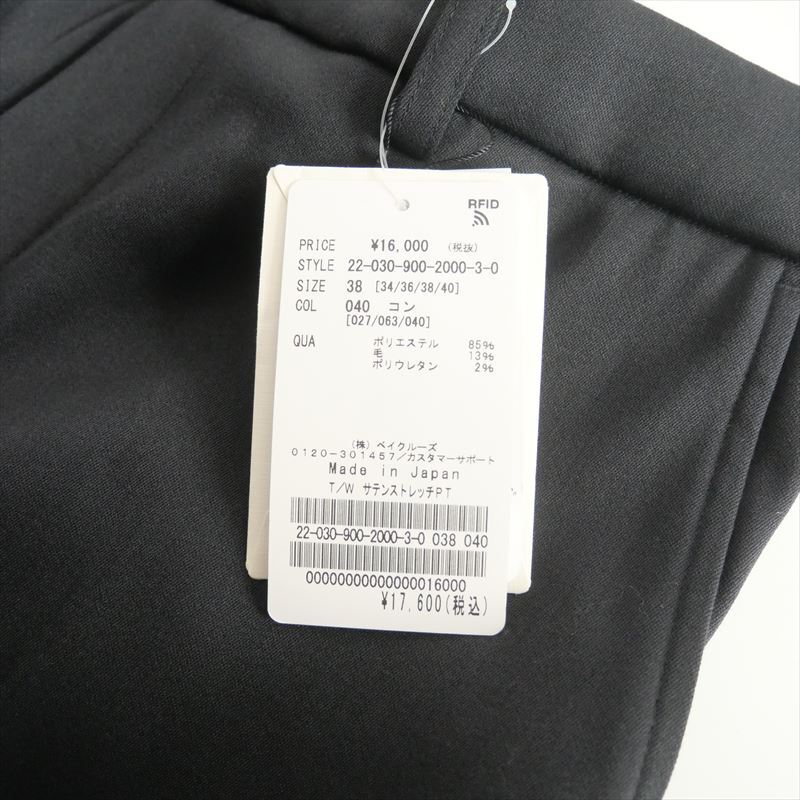 RFID
PRICE ¥16,000 (税抜)
STYLE 22-030-900-2000-3-0
SIZE 38 [34/36/38/40]
COL 040 コン
[027/063/040]
QUA ポリエステル 85%
毛 13%
ポリウレタン 2%
(株) ベイクルーズ
0120-301457/カスタマーサポート
Made in Japan
T/W サテンストレッチPT
22-030-900-2000-3-0 038 040
00000000000000016000
¥17,600(税込)